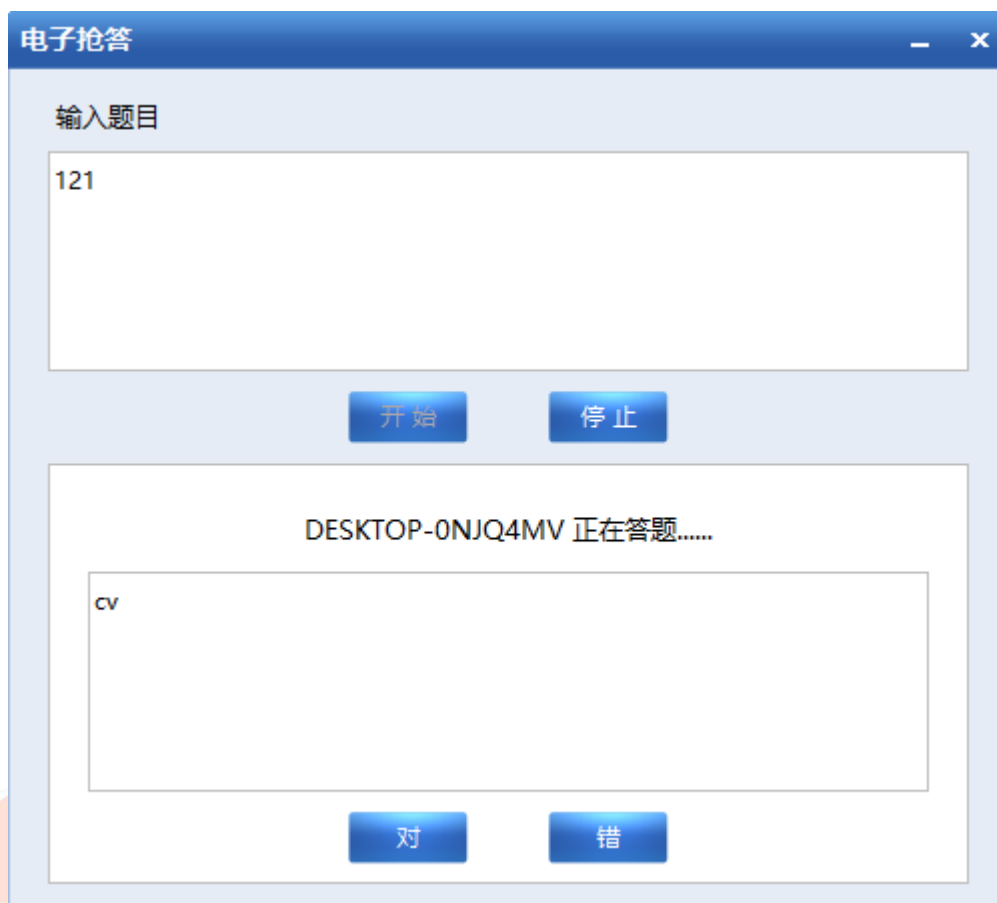 电子抢答
输入题目
121
开始 停止
DESKTOP-0NJQ4MV 正在答题......
cv
对 错